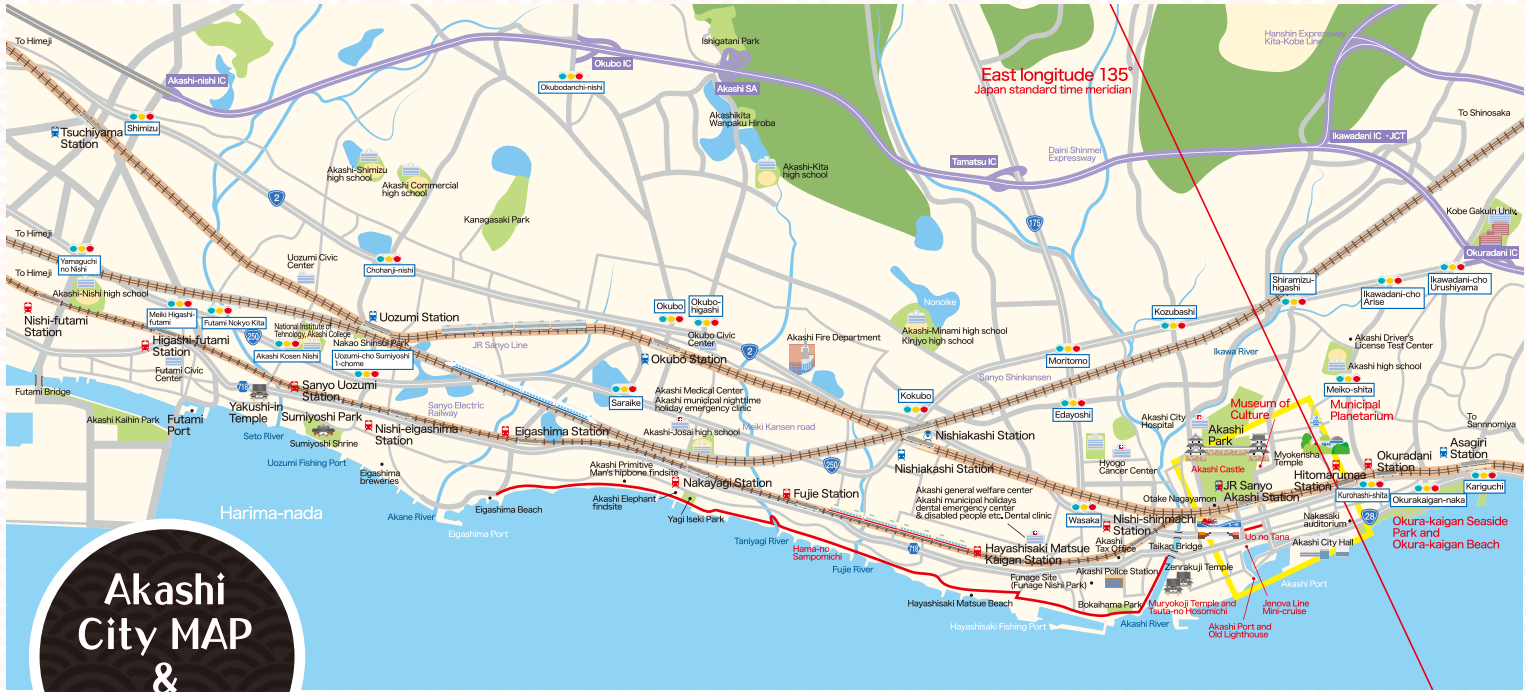 To Himeji
Ishigatani Park
Hanshin Expressway
Kita-Kobe Line
Okubo IC
Akashi-nishi IC
East longitude 135°
Japan standard time meridian
Okubodanchi-nishi
Akashi SA
To Shinosaka
Akashikita
Wanpaku Hiroba
Shimizu
Tsuchiyama
Station
Ikawadani IC・JCT
Daini Shinmei
Expressway
Tamatsu IC
Akashi-Shimizu
high school
Akashi Commercial
high school
Akashi-Kita
high school
2
Kanagasaki Park
175
Kobe Gakuin Univ.
To Himeji
Okuradani IC
Yamaguchi
no Nishi
Uozumi Civic
Center
Chohanji-nishi
To Himeji
Akashi-Nishi high school
Shiramizu-
higashi
Ikawadani-cho
Arise
Ikawadani-cho
Urushiyama
Nishi-futami
Station
Meiki Higashi-
futami
Futami Nokyo Kita
Uozumi Station
Okubo
Okubo-
higashi
Nonoike
Kozubashi
250
National Institute of
Tehnology, Akashi College
Nakao Shinsui Park
JR Sanyo Line
Okubo Civic
Center
Akashi Fire Department
Akashi-Minami high school
Kinjyo high school
Higashi-futami
Station
Akashi Kosen Nishi
Uozumi-cho Sumiyoshi
1-chome
Okubo Station
2
Moritomo
Ikawa River
Akashi Driver's
License Test Center
Akashi high school
Futami Civic
Center
Futami Bridge
718
Sanyo Uozumi
Station
Sanyo Electric
Railway
Saraike
Akashi Medical Center
Akashi municipal nighttime
holiday emergency clinic
Sanyo Shinkansen
Kokubo
Edayoshi
Meiko-shita
Museum of
Culture
Municipal
Planetarium
Akashi Kaihin Park
Futami
Port
Yakushi-in
Temple
Sumiyoshi Park
Nishi-eigashima
Station
Eigashima Station
Akashi-Josai high school
Meiki Kansen road
Nishiakashi Station
Akashi City
Hospital
Akashi
Park
To
Sannnomiya
Seto River
Sumiyoshi Shrine
Asagiri
Station
Uozumi Fishing Port
Eigashima
breweries
Akashi Primitive
Man's hipbone findsite
250
Nishiakashi Station
Hyogo
Cancer Center
Akashi Castle
Myokensha
Temple
Okuradani
Station
Hitomarumae
Station
Nakayagi Station
Fujie Station
Akashi general welfare center
Akashi municipal holidays
dental emergency center
& disabled people etc. Dental clinic
Otake Nagayamon
JR Sanyo
Akashi Station
Kurohashi-shita
Okurakaigan-naka
Kariguchi
Akashi Elephant
findsite
Eigashima Beach
Akane River
Yagi Iseki Park
Wasaka
Nishi-shinmachi
Station
Nakasaki
auditorium
28
Okura-kaigan Seaside
Park and
Okura-kaigan Beach
Harima-nada
Eigashima Port
Taniyagi River
Hama-no
Sampomichi
718
Hayashisaki Matsue
Kaigan Station
Akashi
Tax Office
Taikan Bridge
Uo no Tana
Akashi City Hall
Fujie River
Funage Site
(Funage Nishi Park)
Akashi Police Station
Zenrakuji Temple
Akashi Port
Hayashisaki Matsue Beach
Bokaihama Park
Muryokoji Temple and
Tsuta-no Hosomichi
Jenova Line
Mini-cruise
Hayashisaki Fishing Port
Akashi River
Akashi Port and
Old Lighthouse
Akashi
City MAP
&